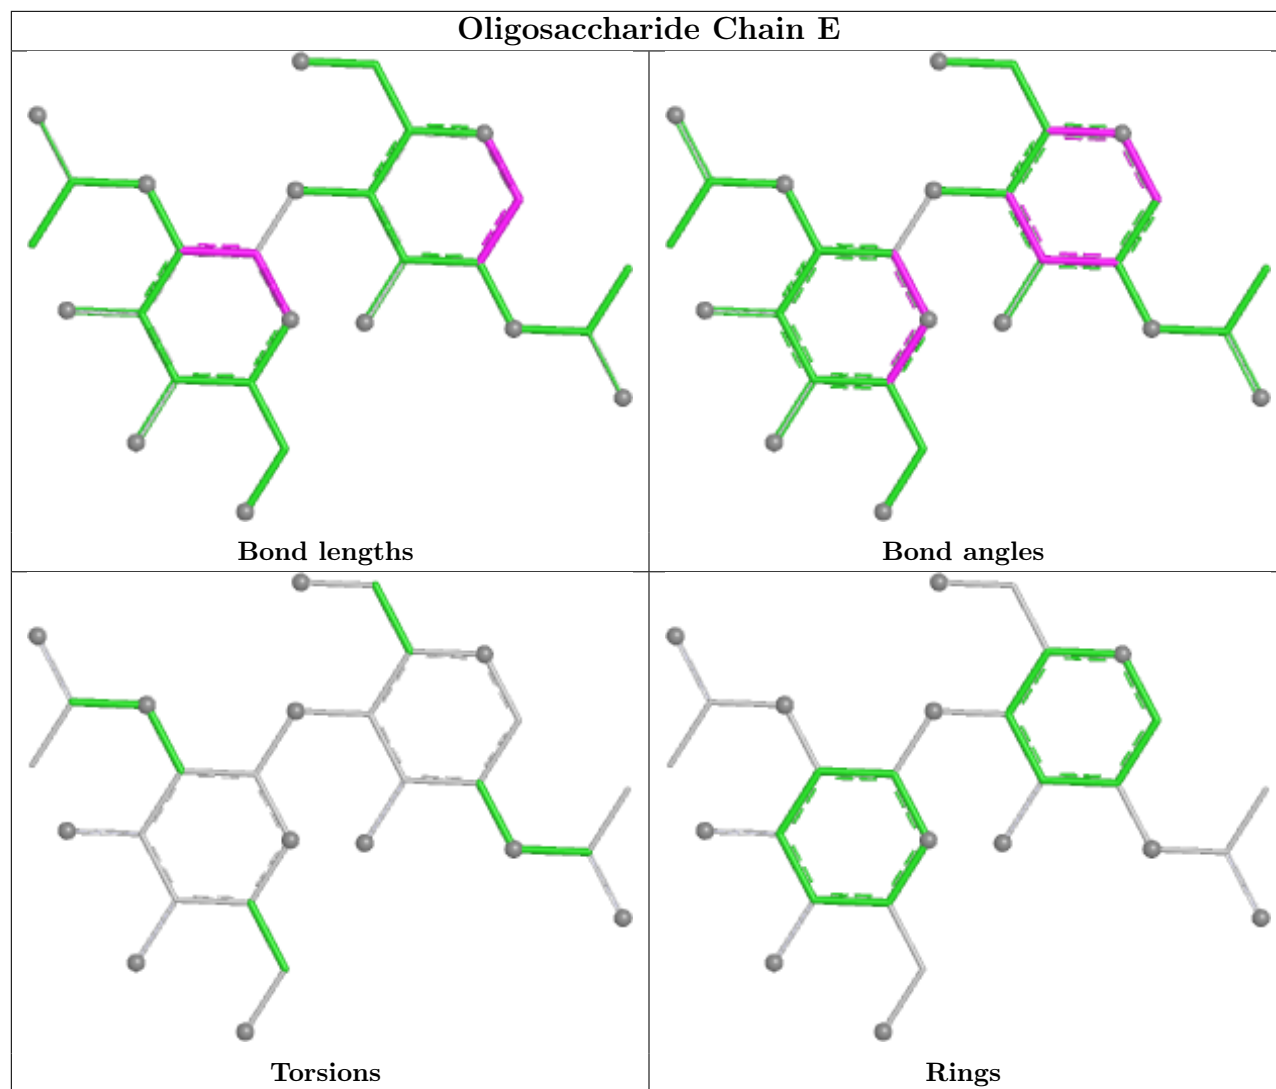 Oligosaccharide Chain E
Bond lengths
Bond angles
Torsions
Rings